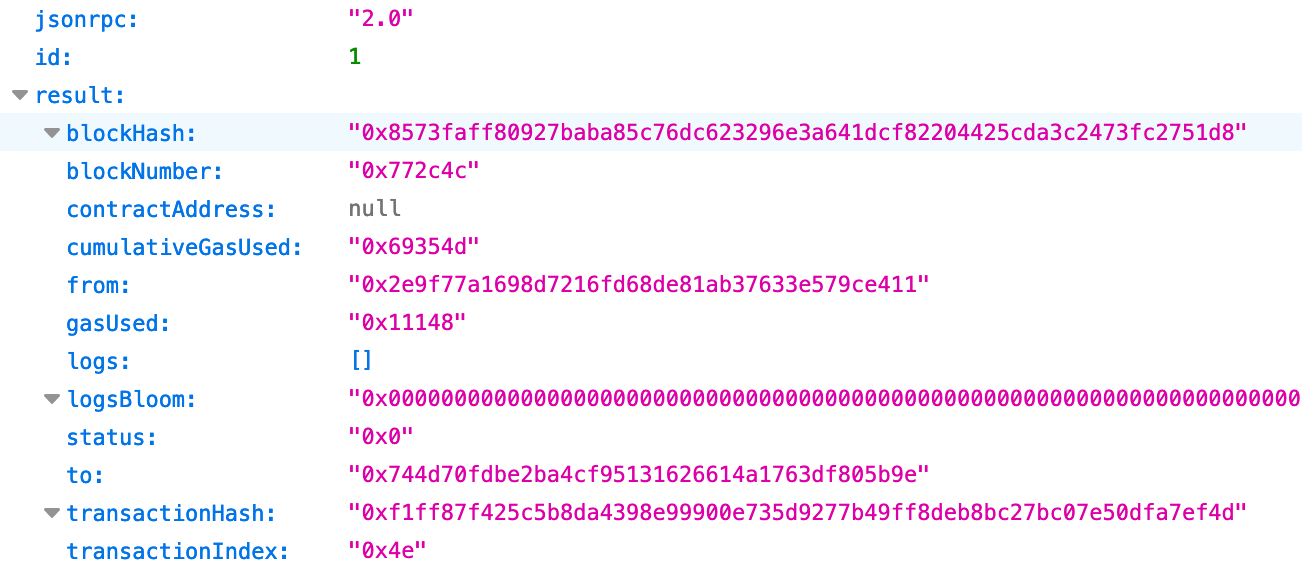 jsonrpc: "2.0"
id: 1
result:
blockHash: "0x8573faff80927baba85c76dc623296e3a641dcf82204425cda3c2473fc2751d8"
blockNumber: "0x772c4c"
contractAddress: null
cumulativeGasUsed: "0x69354d"
from: "0x2e9f77a1698d7216fd68de81ab37633e579ce411"
gasUsed: "0x11148"
logs: []
logsBloom: "0x000000000000000000000000000000000000000000000000000000000000000000000
status: "0x0"
to: "0x744d70fdbe2ba4cf95131626614a1763df805b9e"
transactionHash: "0xf1ff87f425c5b8da4398e99900e735d9277b49ff8deb8bc27bc07e50dfa7ef4d"
transactionIndex: "0x4e"